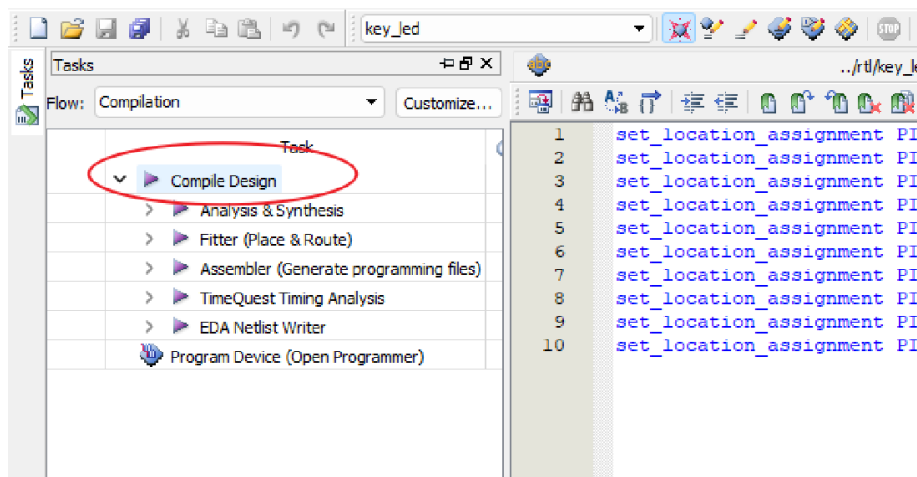 key_led
STOP
Tasks
Tasks
../rtl/key_l
Flow: Compilation Customize...
Task
Compile Design
Analysis & Synthesis
Fitter (Place & Route)
Assembler (Generate programming files)
TimeQuest Timing Analysis
EDA Netlist Writer
Program Device (Open Programmer)
1 set_location_assignment PI
2 set_location_assignment PI
3 set_location_assignment PI
4 set_location_assignment PI
5 set_location_assignment PI
6 set_location_assignment PI
7 set_location_assignment PI
8 set_location_assignment PI
9 set_location_assignment PI
10 set_location_assignment PI